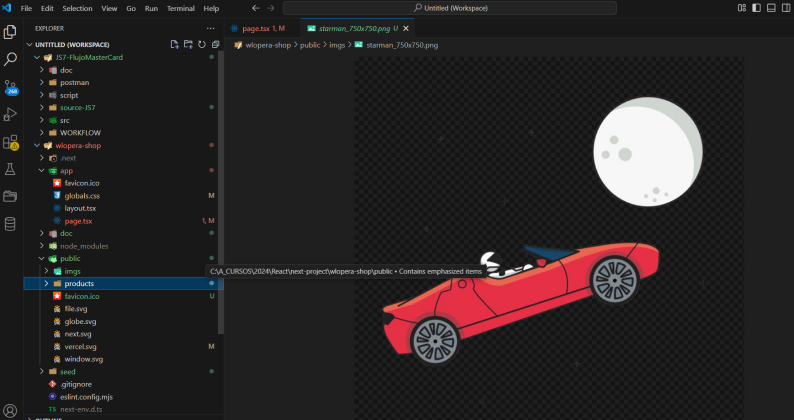 File Edit Selection View Go Run Terminal Help
Untitled (Workspace)
EXPLORER
page.tsx 1, M
starman_750x750.png U
UNTITLED (WORKSPACE)
wlopera-shop > public > imgs > starman_750x750.png
JS7-FlujoMasterCard
doc
postman
script
source-JS7
src
WORKFLOW
wlopera-shop
.next
app
favicon.ico
globals.css M
layout.tsx
page.tsx 1, M
doc
node_modules
public
imgs
C:\A_CURSOS\2024\React\next-project\wlopera-shop\public • Contains emphasized items
products
favicon.ico U
file.svg
globe.svg
next.svg
vercel.svg M
window.svg
seed
.gitignore
eslint.config.mjs
next-env.d.ts
OUTLINE
268